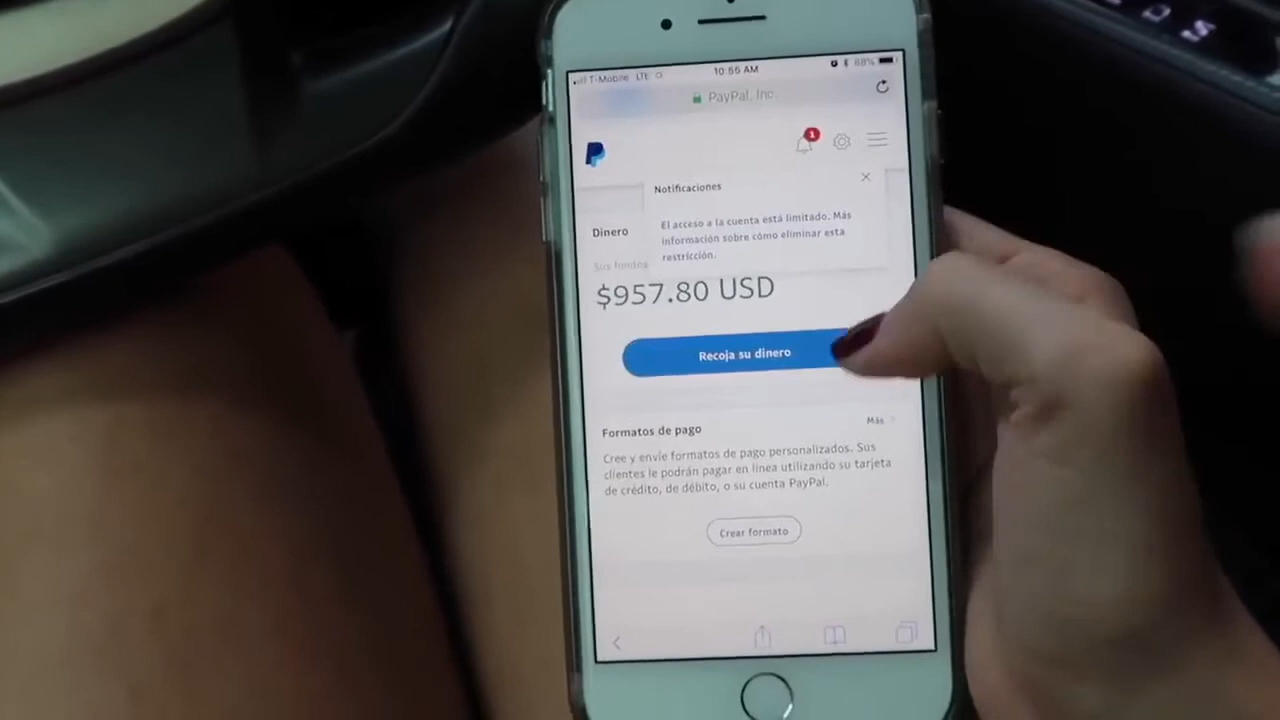 T-Mobile LTE
10:55 AM
88%
PayPal, Inc.
1
Notificaciones
El acceso a la cuenta está limitado. Más
información sobre cómo eliminar esta
restricción.
Dinero
Sus fondos
$957.80 USD
Recoja su dinero
Formatos de pago
Más
Cree y envíe formatos de pago personalizados. Sus
clientes le podrán pagar en línea utilizando su tarjeta
de crédito, de débito, o su cuenta PayPal.
Crear formato